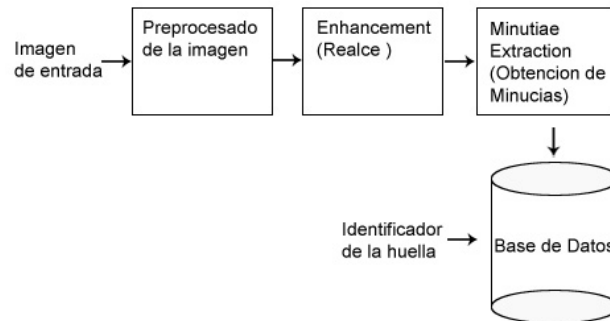 Imagen
de entrada
Preprocesado
de la imagen
Enhancement
(Realce )
Minutiae
Extraction
(Obtencion de
Minucias)
Identificador
de la huella
Base de Datos